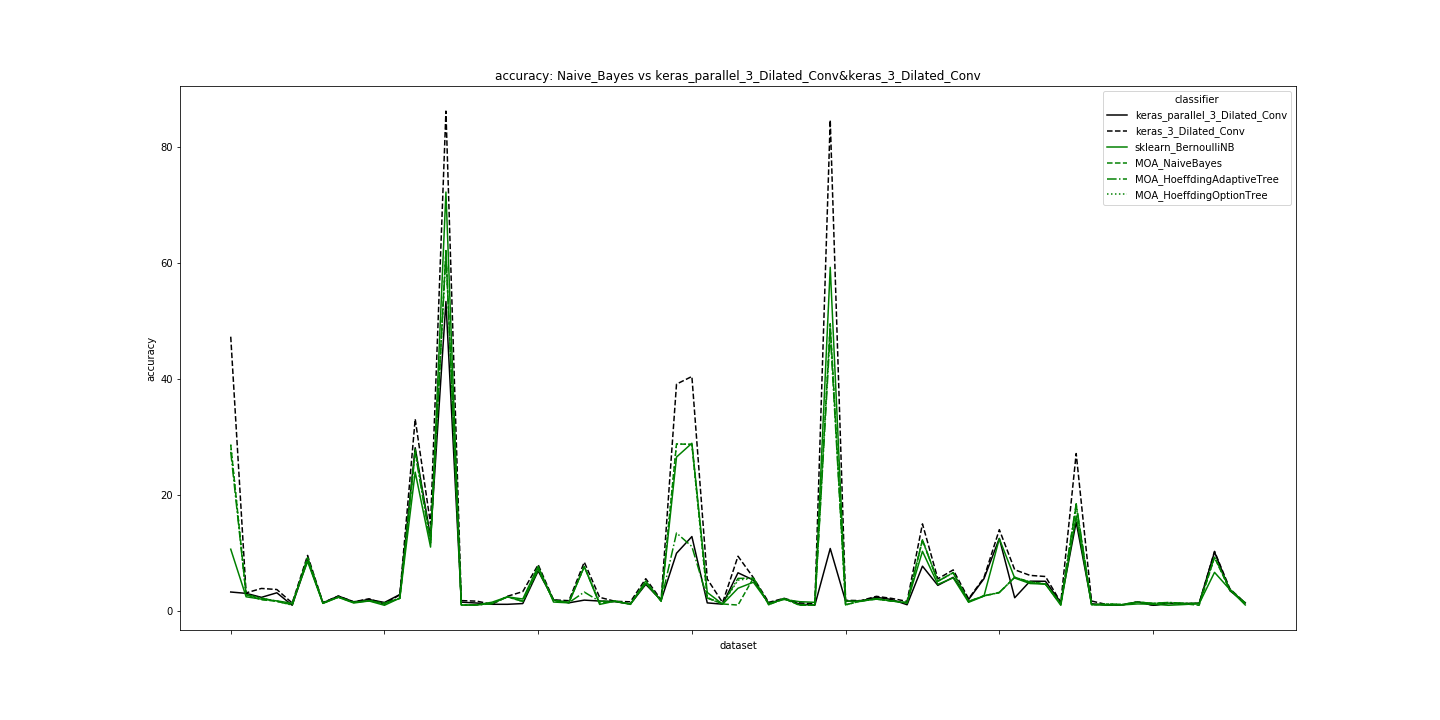 accuracy: Naive_Bayes vs keras_parallel_3_Dilated_Conv&keras_3_Dilated_Conv
classifier
keras_parallel_3_Dilated_Conv
keras_3_Dilated_Conv
sklearn_BernoulliNB
MOA_NaiveBayes
MOA_HoeffdingAdaptiveTree
MOA_HoeffdingOptionTree
80
60
accuracy
40
20
0
dataset